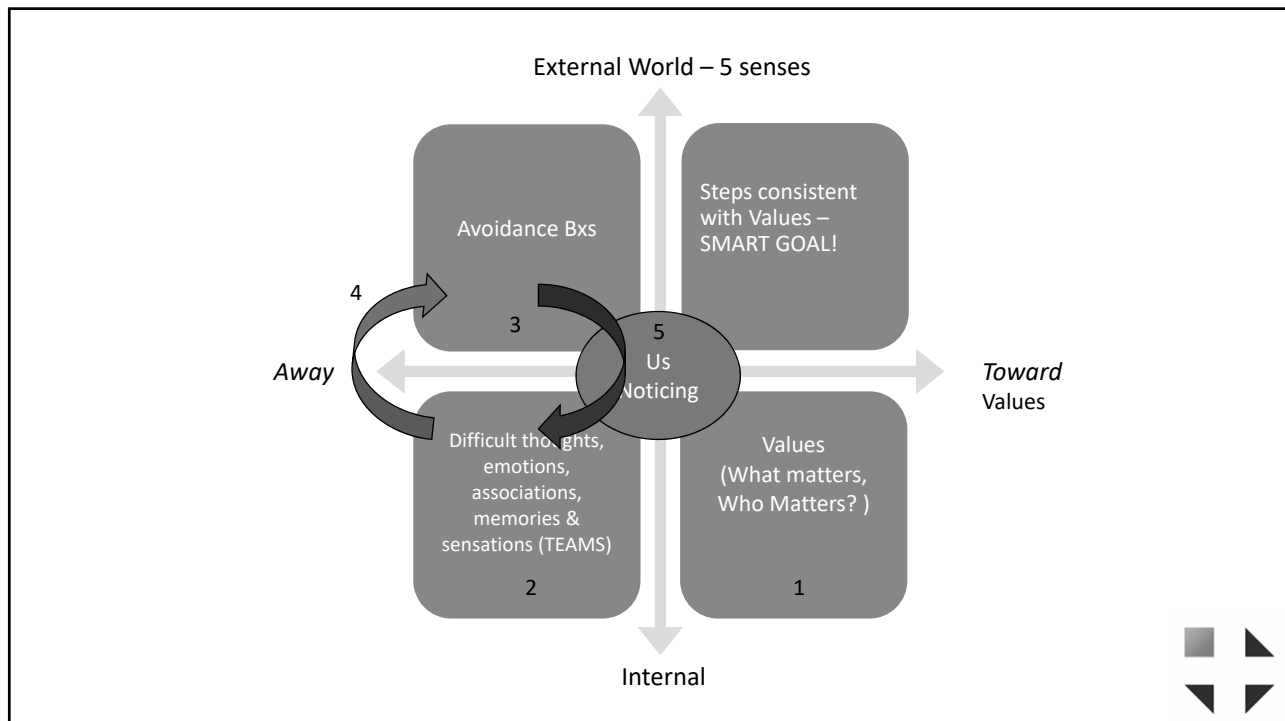 External World – 5 senses
Avoidance Bxs
Steps consistent
with Values –
SMART GOAL!
4
3
5
Us
Noticing
Away
Toward
Values
Difficult thoughts,
emotions,
associations,
memories &
sensations (TEAMS)
2
Values
(What matters,
Who Matters? )
1
Internal